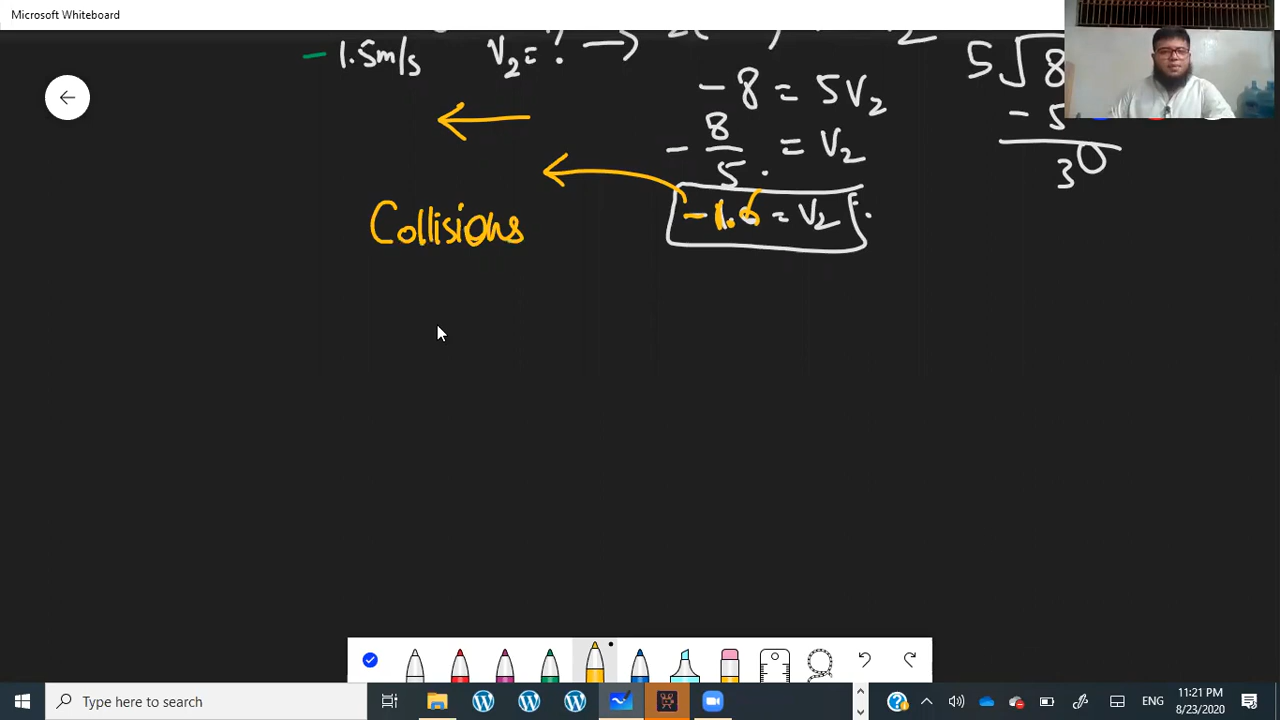 Microsoft Whiteboard
- 1.5m/s V₂ = ? →
- 8 = 5V₂
- 8/5 = V₂
- 1.6 = V₂
5√8
- 5
30
Collisions
Type here to search
ENG
11:21 PM
8/23/2020